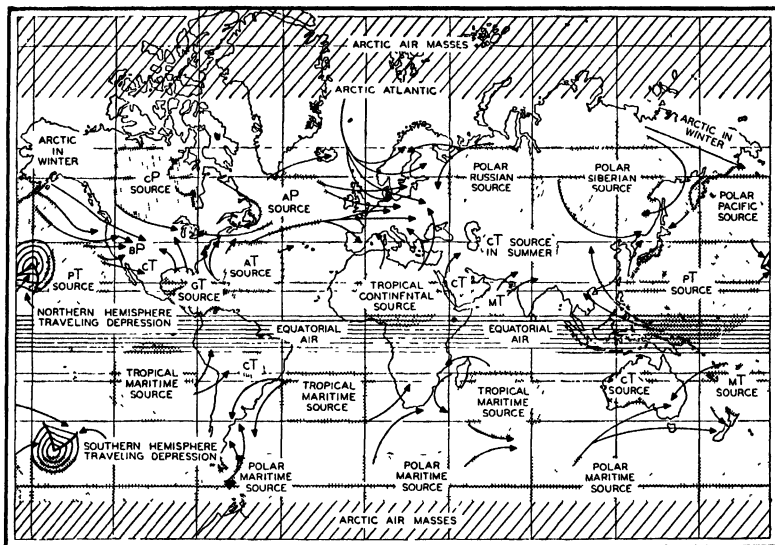 ARCTIC AIR MASSES
ARCTIC ATLANTIC
ARCTIC IN WINTER
ARCTIC
IN
WINTER
cP
SOURCE
AP
SOURCE
POLAR
RUSSIAN
SOURCE
POLAR
SIBERIAN
SOURCE
POLAR
PACIFIC
SOURCE
BP
cT
PT
SOURCE
GT
SOURCE
AT
SOURCE
TROPICAL
CONTINENTAL
SOURCE
cT
cT SOURCE
IN SUMMER
MT
PT
SOURCE
NORTHERN HEMISPHERE
TRAVELING DEPRESSION
EQUATORIAL
AIR
EQUATORIAL
AIR
TROPICAL
MARITIME
SOURCE
cT
TROPICAL
MARITIME
SOURCE
TROPICAL
MARITIME
SOURCE
cT
SOURCE
MT
SOURCE
SOUTHERN HEMISPHERE
TRAVELING DEPRESSION
POLAR
MARITIME
SOURCE
POLAR
MARITIME
SOURCE
POLAR
MARITIME
SOURCE
ARCTIC AIR MASSES